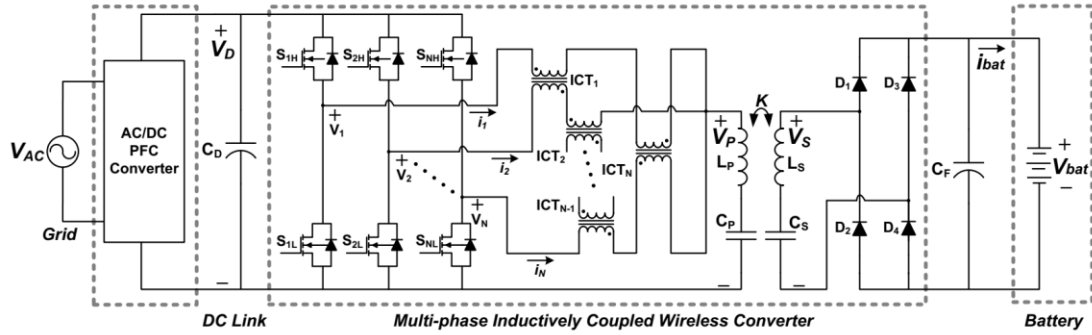 +
V_D
−
V_AC
Grid
AC/DC
PFC
Converter
C_D
S_1H
S_2H
S_NH
S_1L
S_2L
S_NL
+
V_1
+
V_2
+
V_N
i_1
i_2
i_N
ICT_1
ICT_2
ICT_N
ICT_N-1
K
+
V_P
L_P
C_P
−
+
V_S
L_S
C_S
−
D_1
D_3
D_2
D_4
C_F
i_bat
+
V_bat
−
DC Link
Multi-phase Inductively Coupled Wireless Converter
Battery